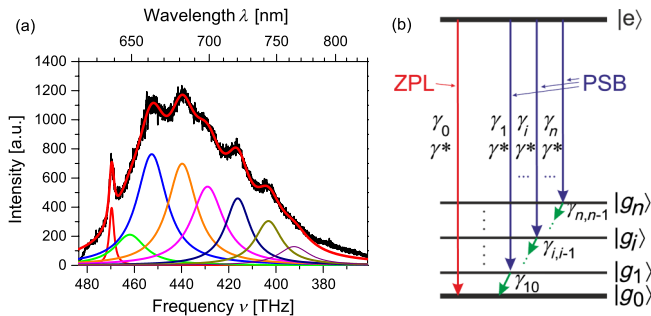 (a)
Wavelength λ [nm]
650 700 750 800
Intensity [a.u.]
1400
1200
1000
800
600
400
200
0
480 460 440 420 400 380
Frequency ν [THz]
(b)
|e⟩
ZPL
PSB
γ0 γ1 γi γn
γ* γ* γ* γ*
... ...
|gn⟩
γn,n-1
|gi⟩
γi,i-1
|g1⟩
γ10
|g0⟩